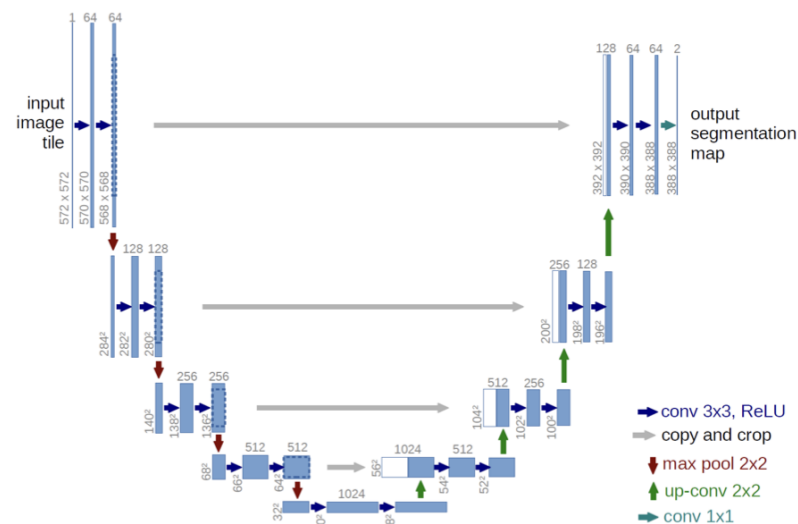 1 64 64
128 64 64 2
input
image
tile
output
segmentation
map
572 x 572
570 x 570
568 x 568
392 x 392
390 x 390
388 x 388
388 x 388
128 128
256 128
284²
282²
280²
200²
198²
196²
256 256
512 256
140²
138²
136²
104²
102²
100²
512 512
1024 512
68²
66²
64²
56²
54²
52²
1024
32²
conv 3x3, ReLU
copy and crop
max pool 2x2
up-conv 2x2
conv 1x1